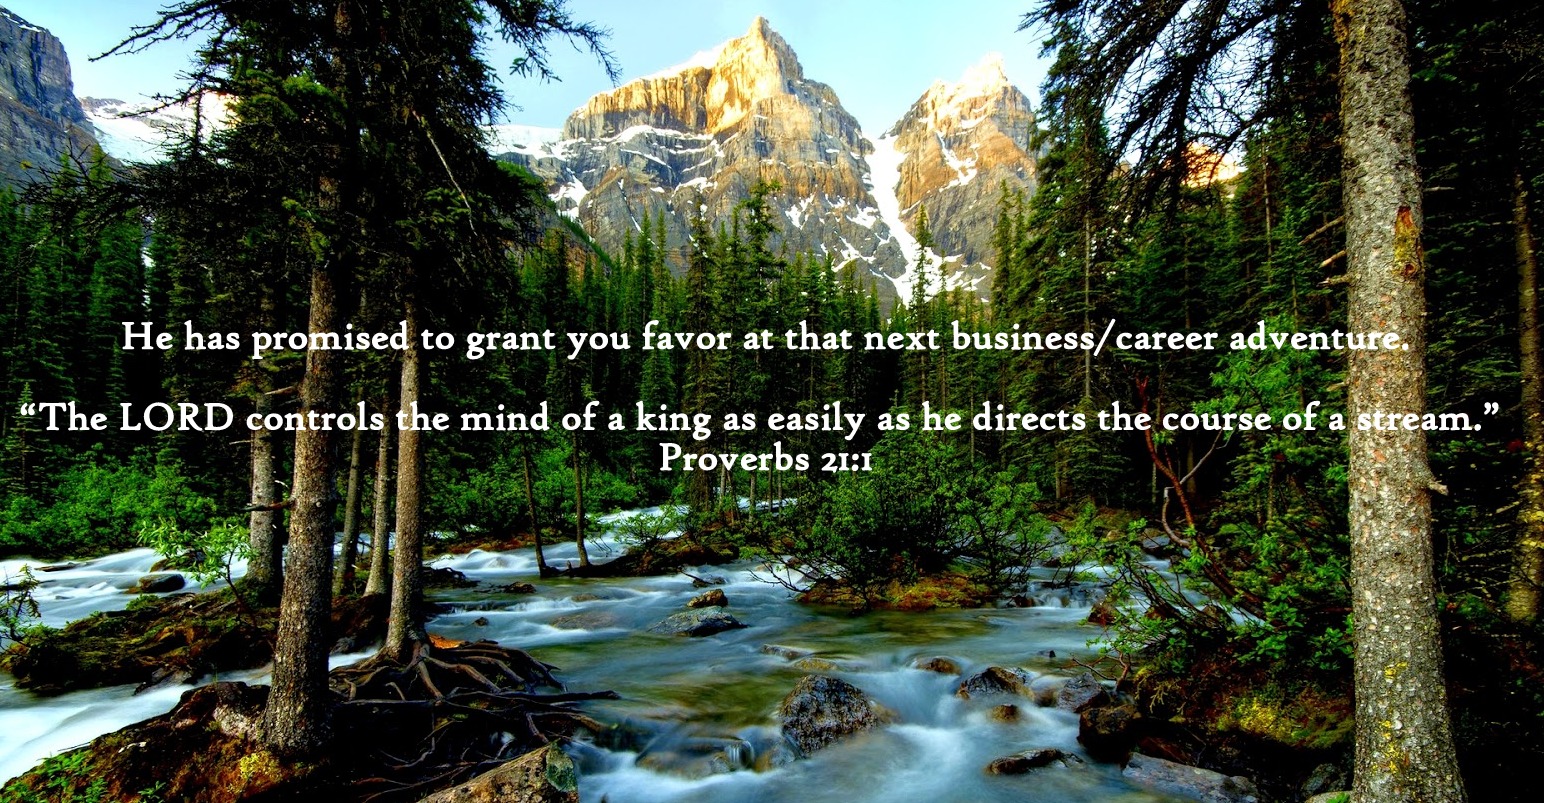 He has promised to grant you favor at that next business/career adventure.
“The LORD controls the mind of a king as easily as he directs the course of a stream.”
Proverbs 21:1